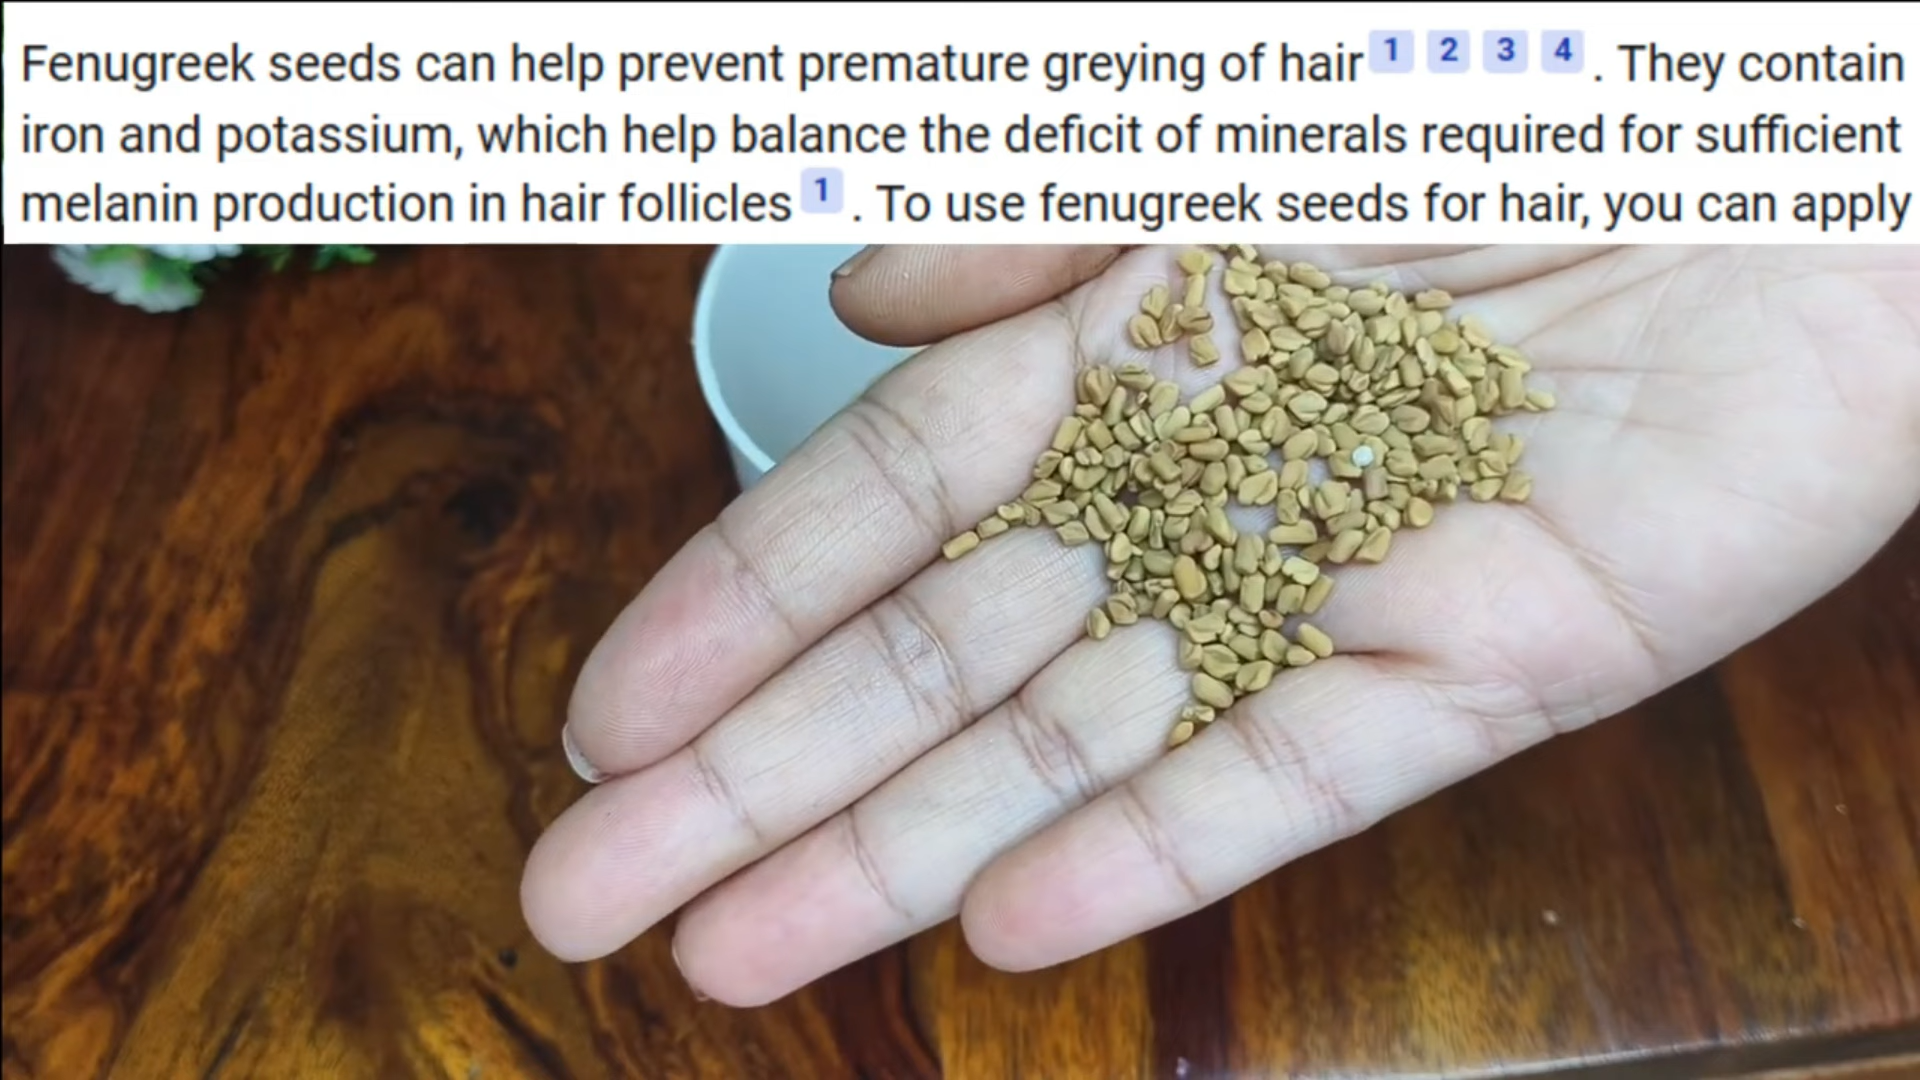 Fenugreek seeds can help prevent premature greying of hair 1 2 3 4 . They contain
iron and potassium, which help balance the deficit of minerals required for sufficient
melanin production in hair follicles 1 . To use fenugreek seeds for hair, you can apply